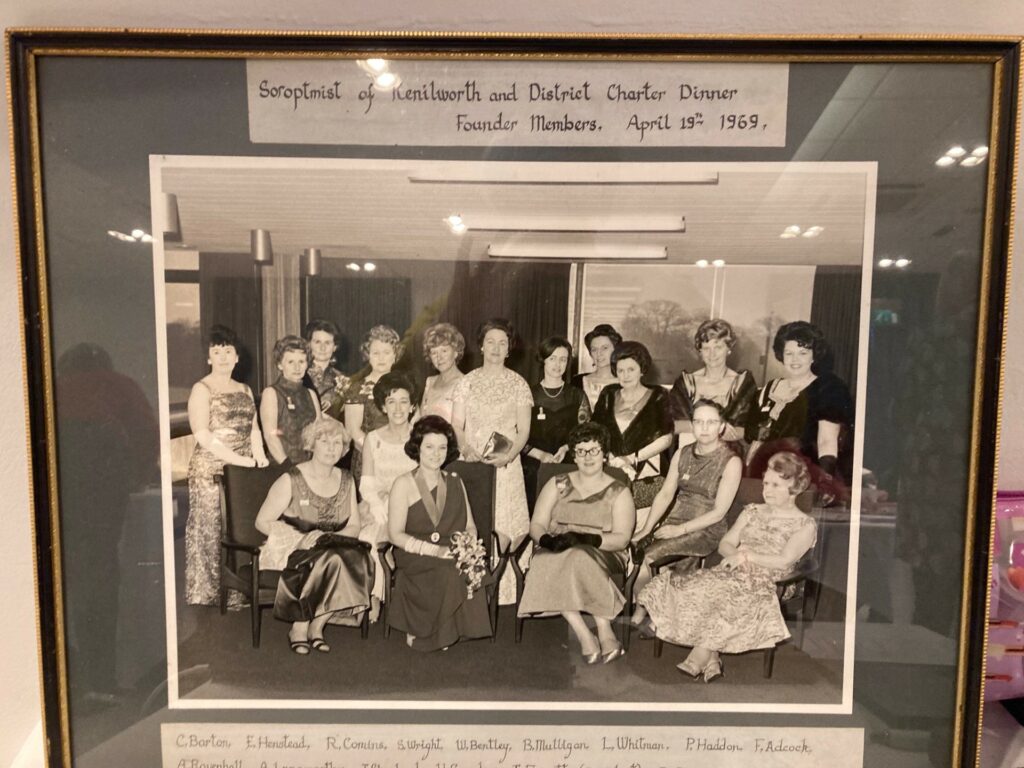 Soroptmist of Kenilworth and District Charter Dinner
Founder Members. April 19TH 1969.
C, Barton, E, Henstead, R, Comins, S, Wright, W, Bentley, B, Mulligan, L, Whitman, P, Haddon, F, Adcock,